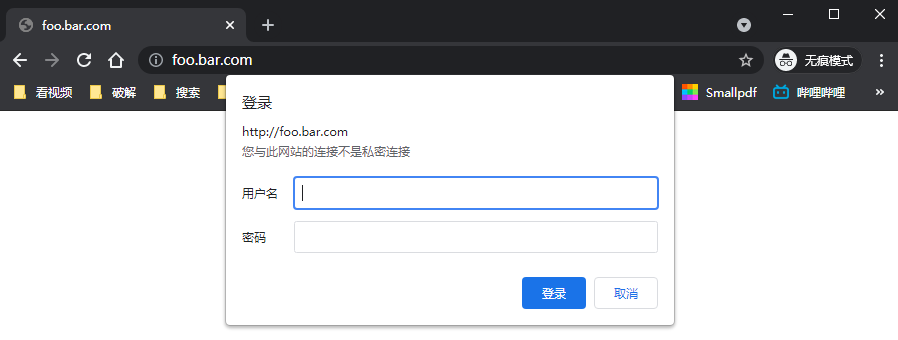 foo.bar.com
foo.bar.com
无痕模式
看视频 破解 搜索 Smallpdf 哔哩哔哩 »
登录
http://foo.bar.com
您与此网站的连接不是私密连接
用户名
密码
登录 取消